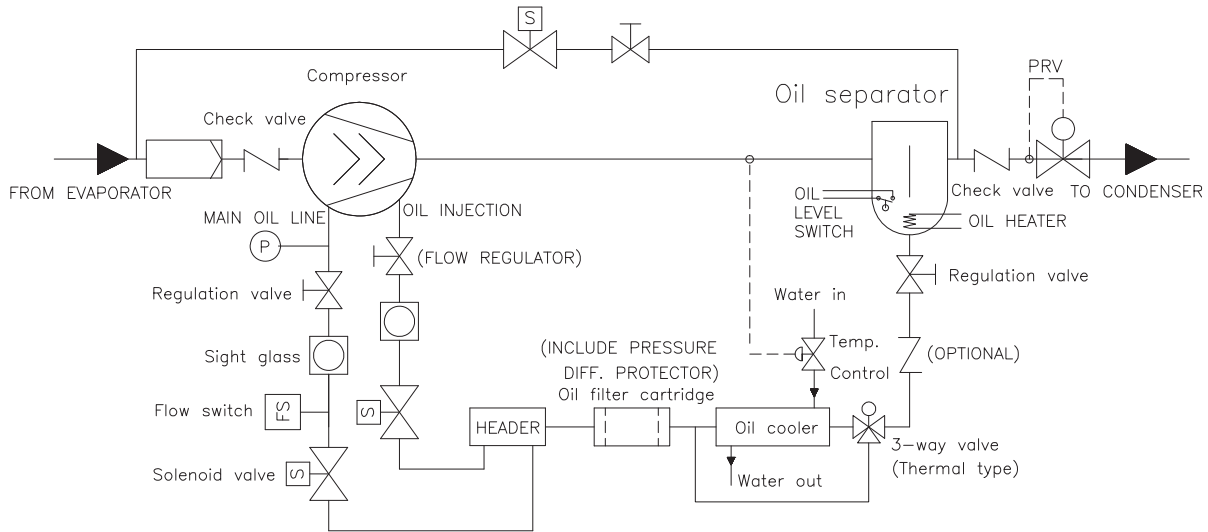 S
Compressor
PRV
Oil separator
Check valve
FROM EVAPORATOR
Check valve
TO CONDENSER
MAIN OIL LINE
OIL INJECTION
OIL
LEVEL
SWITCH
OIL HEATER
P
(FLOW REGULATOR)
Regulation valve
Regulation valve
Water in
Sight glass
(INCLUDE PRESSURE
DIFF. PROTECTOR)
Temp.
Control
(OPTIONAL)
Oil filter cartridge
Flow switch
FS
S
HEADER
Oil cooler
3-way valve
(Thermal type)
Solenoid valve
S
Water out